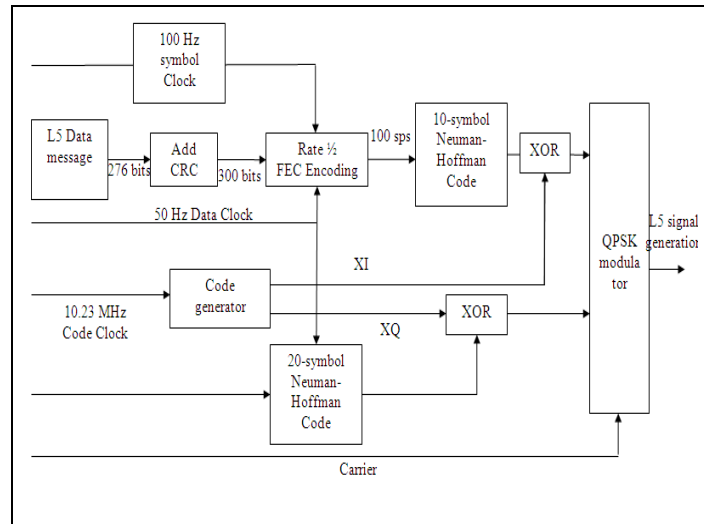 100 Hz
symbol
Clock
L5 Data
message
276 bits
Add
CRC
300 bits
Rate ½
FEC Encoding
100 sps
10-symbol
Neuman-
Hoffman
Code
XOR
QPSK
modula
tor
L5 signal
generation
50 Hz Data Clock
XI
Code
generator
10.23 MHz
Code Clock
XQ
XOR
20-symbol
Neuman-
Hoffman
Code
Carrier